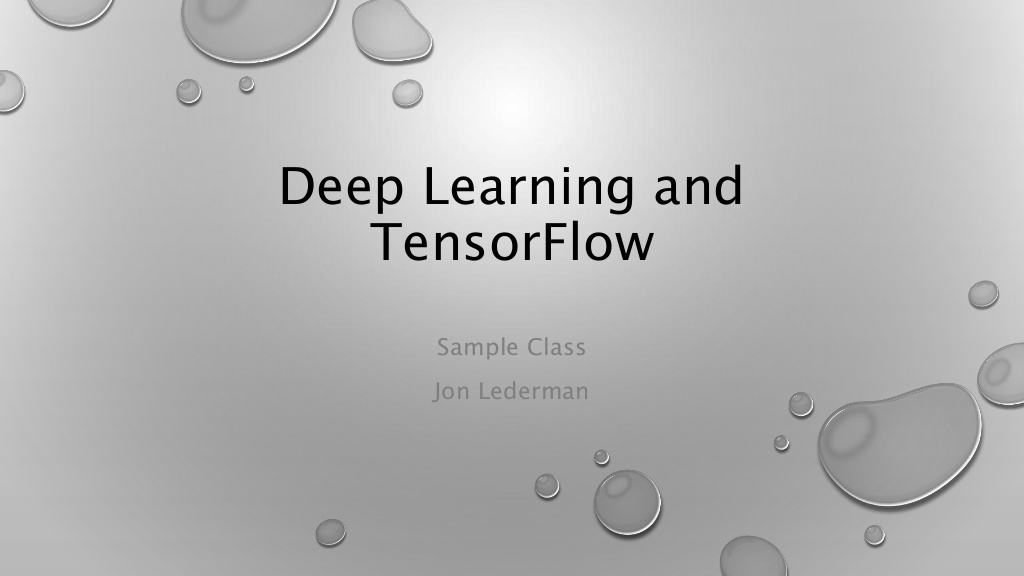 Deep Learning and
TensorFlow
Sample Class
Jon Lederman